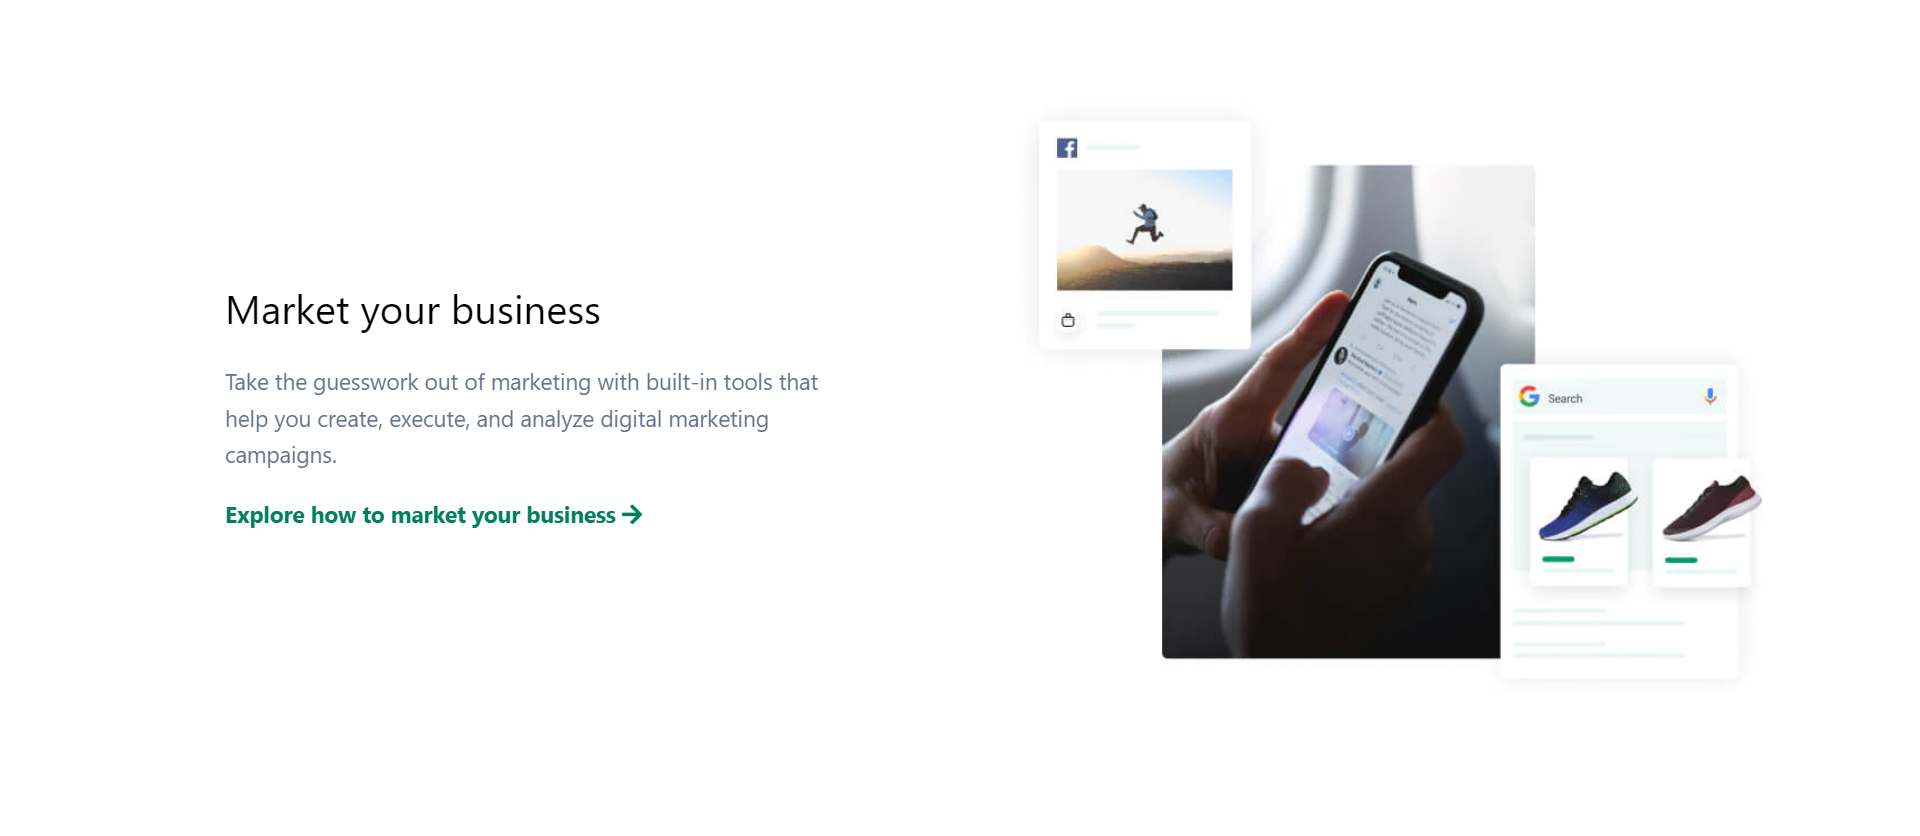 Market your business
Take the guesswork out of marketing with built-in tools that
help you create, execute, and analyze digital marketing
campaigns.
Explore how to market your business
Search